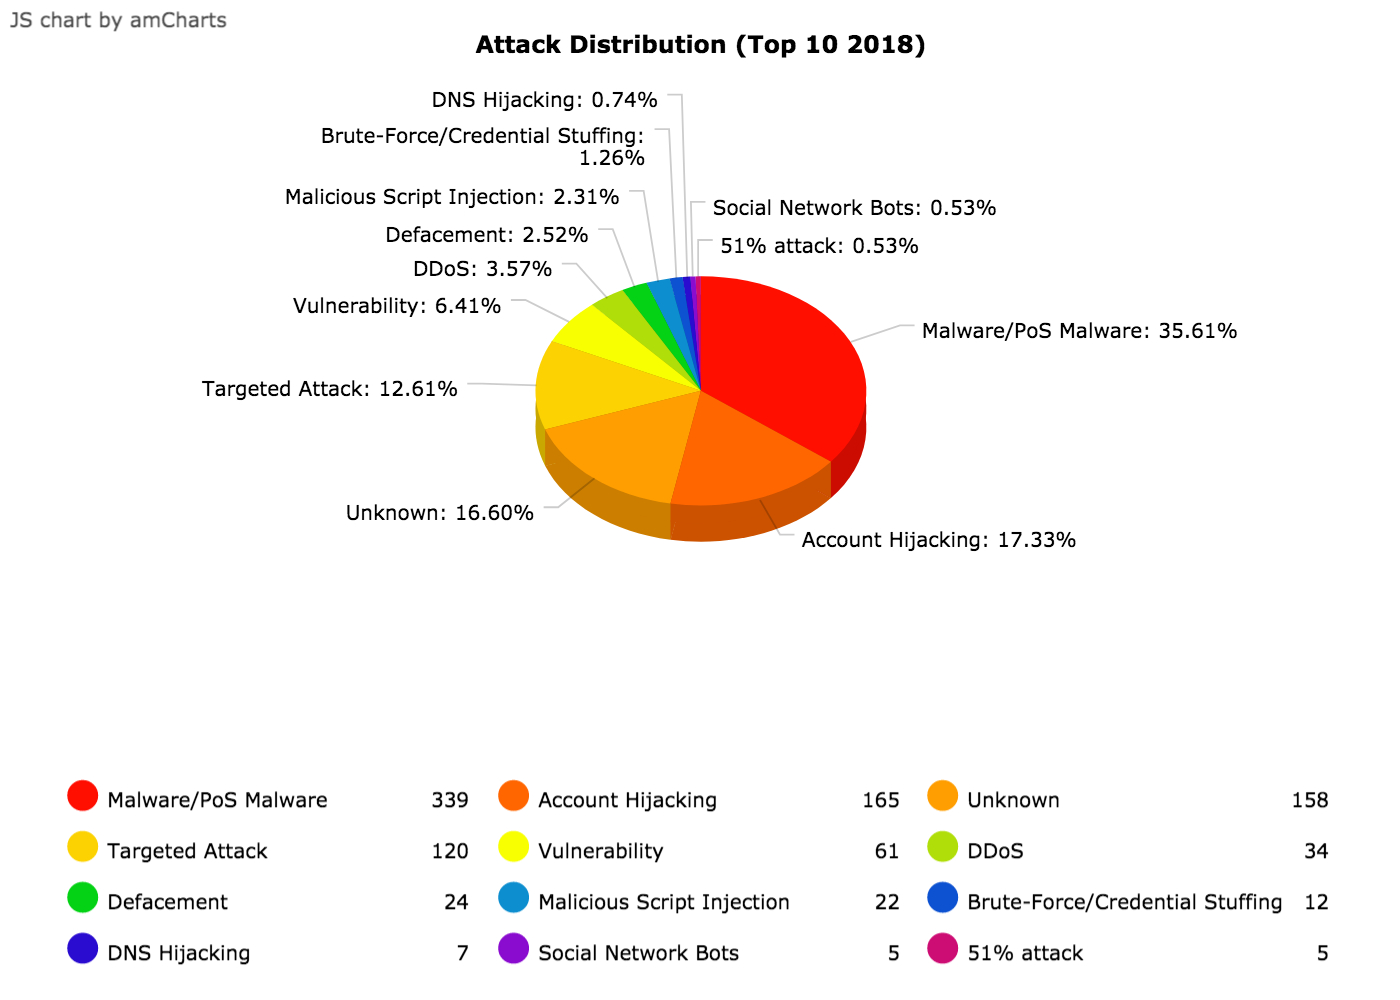 JS chart by amCharts
Attack Distribution (Top 10 2018)
DNS Hijacking: 0.74%
Brute-Force/Credential Stuffing:
1.26%
Malicious Script Injection: 2.31%
Social Network Bots: 0.53%
Defacement: 2.52%
51% attack: 0.53%
DDoS: 3.57%
Vulnerability: 6.41%
Malware/PoS Malware: 35.61%
Targeted Attack: 12.61%
Unknown: 16.60%
Account Hijacking: 17.33%
Malware/PoS Malware 339 Account Hijacking 165 Unknown 158
Targeted Attack 120 Vulnerability 61 DDoS 34
Defacement 24 Malicious Script Injection 22 Brute-Force/Credential Stuffing 12
DNS Hijacking 7 Social Network Bots 5 51% attack 5